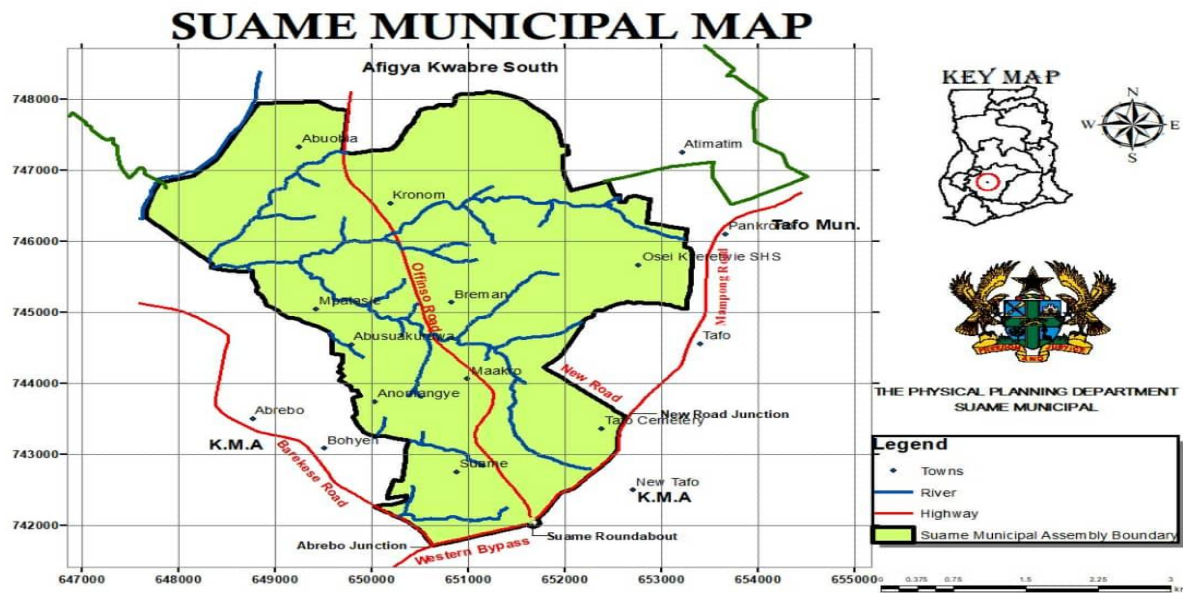 SUAME MUNICIPAL MAP
Afigya Kwabre South
748000
747000
746000
745000
744000
743000
742000
647000 648000 649000 650000 651000 652000 653000 654000 655000
Abuobia
Atimatim
Kronom
Pankrono
Tafo Mun.
Osei Kyeretwie SHS
Offinso Road
Mampong Road
Mpatasie
Breman
Tafo
Maakro
New Road
Anomangye
New Road Junction
Abrebo
Tafo Cemetery
K.M.A
Bohyen
Barekese Road
Suame
New Tafo
K.M.A
Suame Roundabout
Abrebo Junction
Western Bypass
KEY MAP
N
W E
S
FREEDOM AND JUSTICE
THE PHYSICAL PLANNING DEPARTMENT
SUAME MUNICIPAL
Legend
Towns
River
Highway
Suame Municipal Assembly Boundary
0 0.375 0.75 1.5 2.25 3